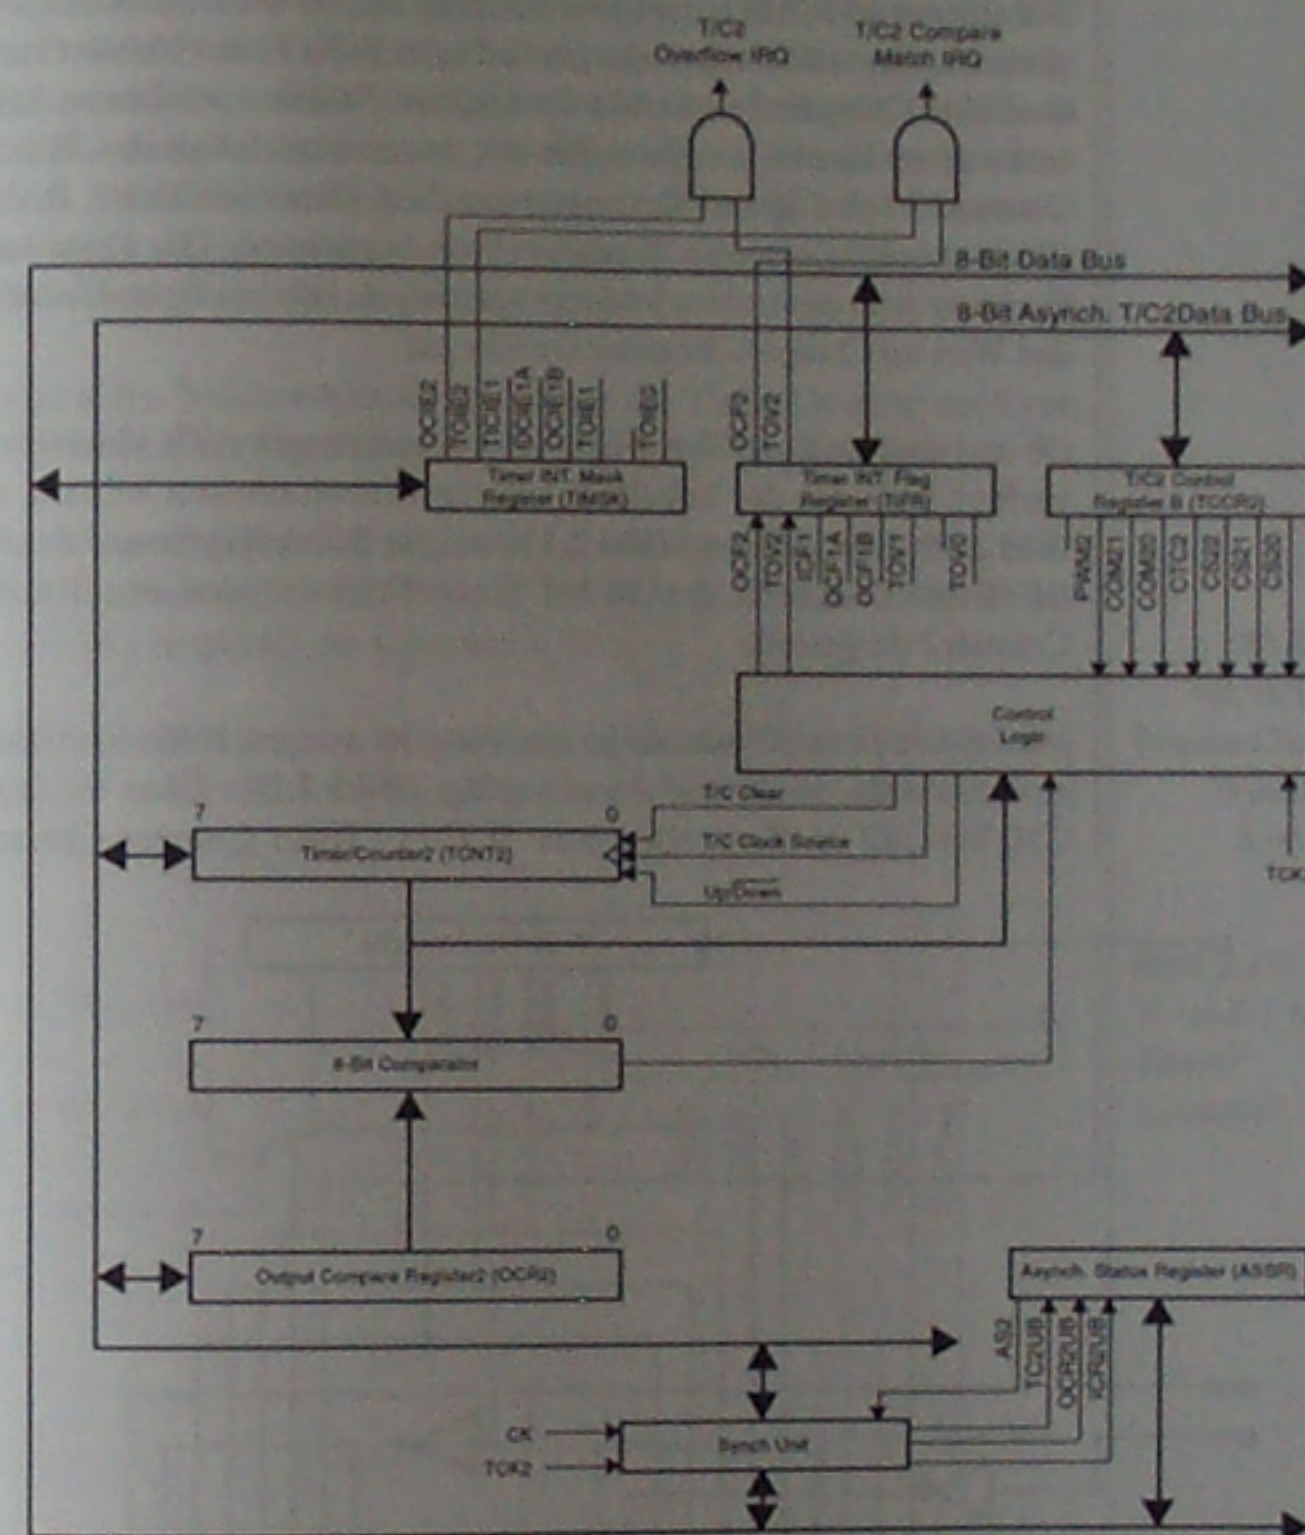 T/C2
Overflow IRQ
T/C2 Compare
Match IRQ
8-Bit Data Bus
8-Bit Asynch. T/C2Data Bus
OCIE2
TOIE2
TICIE1
OCIE1A
OCIE1B
TOIE1
TOIE0
OCF2
TOV2
Timer INT. Mask
Register (TIMSK)
Timer INT. Flag
Register (TIFR)
T/C2 Control
Register B (TCCR2)
OCF2
TOV2
ICF1
OCF1A
OCF1B
TOV1
TOV0
PWM2
COM21
COM20
CTC2
CS22
CS21
CS20
Control
Logic
T/C Clear
7
0
Timer/Counter2 (TCNT2)
T/C Clock Source
Up/Down
7
0
8-Bit Comparator
7
0
Output Compare Register2 (OCR2)
Asynch. Status Register (ASSR)
AS2
TC2UB
OCR2UB
ICR2UB
CK
TCK2
Synch Unit